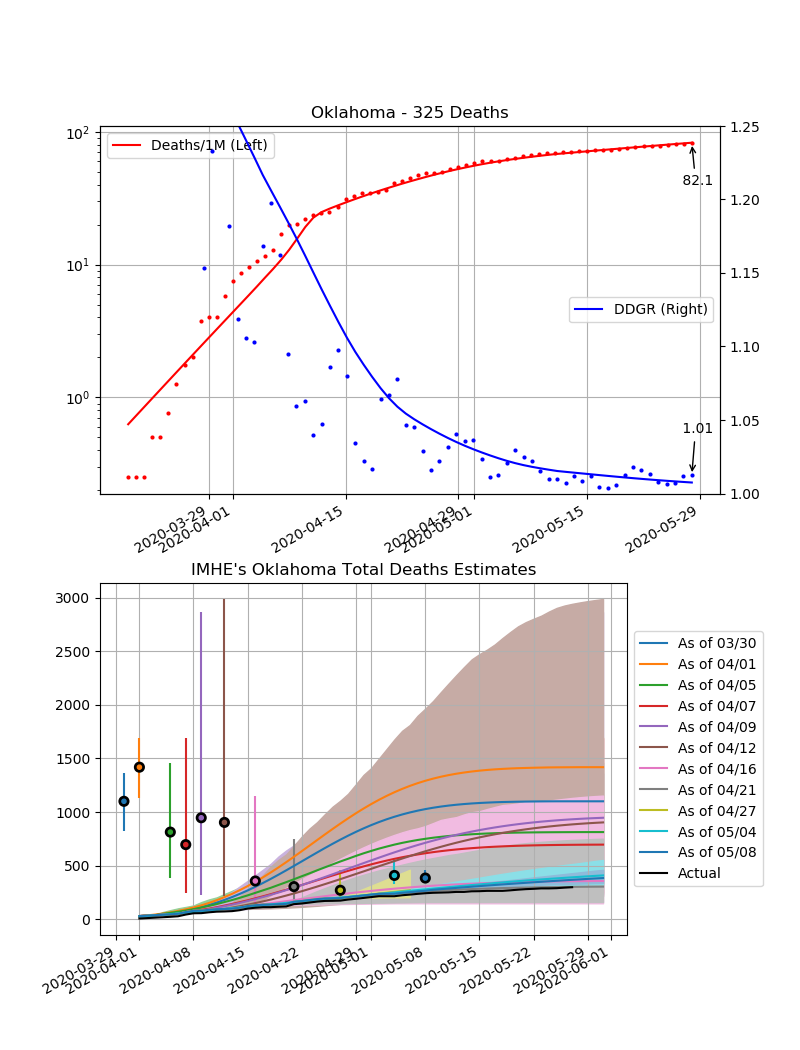 Oklahoma - 325 Deaths
10²
10¹
10⁰
Deaths/1M (Left)
82.1
DDGR (Right)
1.01
1.25
1.20
1.15
1.10
1.05
1.00
2020-03-29
2020-04-01
2020-04-15
2020-04-29
2020-05-01
2020-05-15
2020-05-29
IMHE's Oklahoma Total Deaths Estimates
3000
2500
2000
1500
1000
500
0
2020-03-29
2020-04-01
2020-04-08
2020-04-15
2020-04-22
2020-04-29
2020-05-01
2020-05-08
2020-05-15
2020-05-22
2020-05-29
2020-06-01
As of 03/30
As of 04/01
As of 04/05
As of 04/07
As of 04/09
As of 04/12
As of 04/16
As of 04/21
As of 04/27
As of 05/04
As of 05/08
Actual